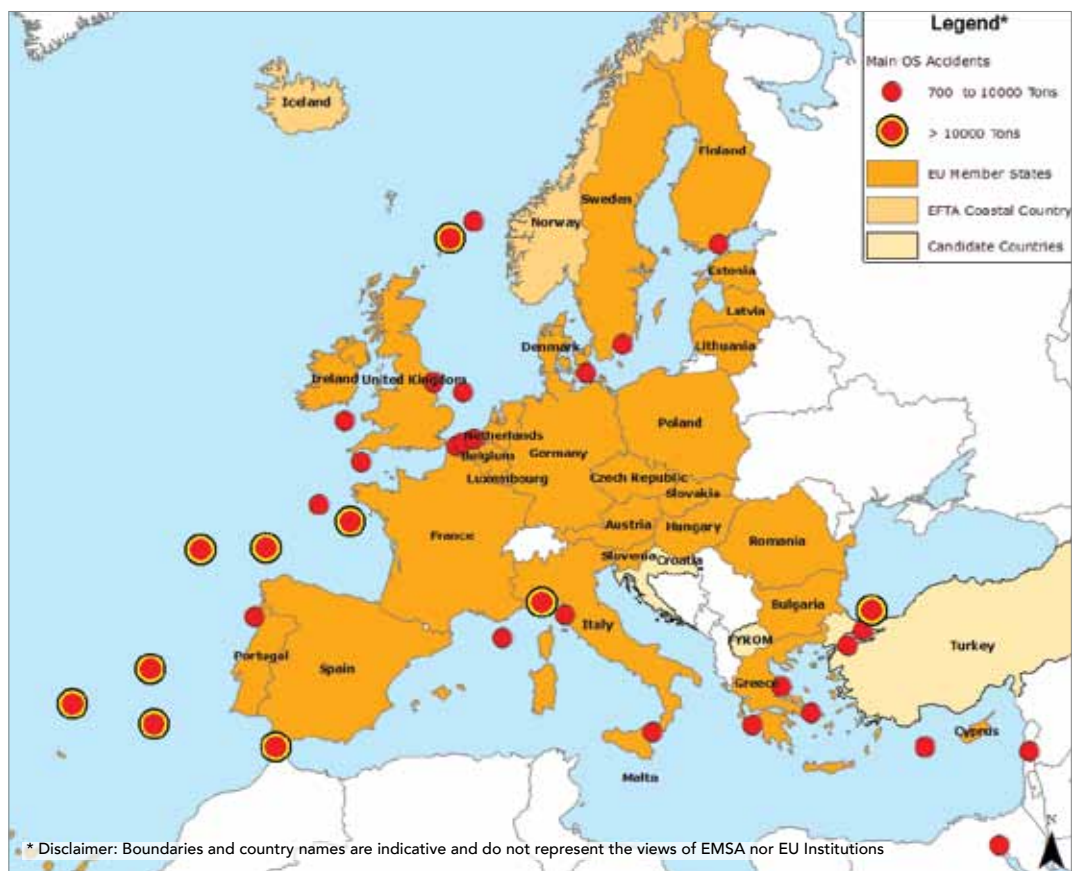 Legend*
Main OS Accidents
700 to 10000 Tons
> 10000 Tons
EU Member States
EFTA Coastal Country
Candidate Countries
Iceland
Finland
Sweden
Norway
Estonia
Latvia
Lithuania
Denmark
Ireland
United Kingdom
Netherlands
Belgium
Germany
Poland
Luxembourg
Czech Republic
Slovakia
Austria
Hungary
France
Romania
Slovenia
Croatia
Bulgaria
Italy
FYROM
Turkey
Portugal
Spain
Greece
Cyprus
Malta
N
* Disclaimer: Boundaries and country names are indicative and do not represent the views of EMSA nor EU Institutions